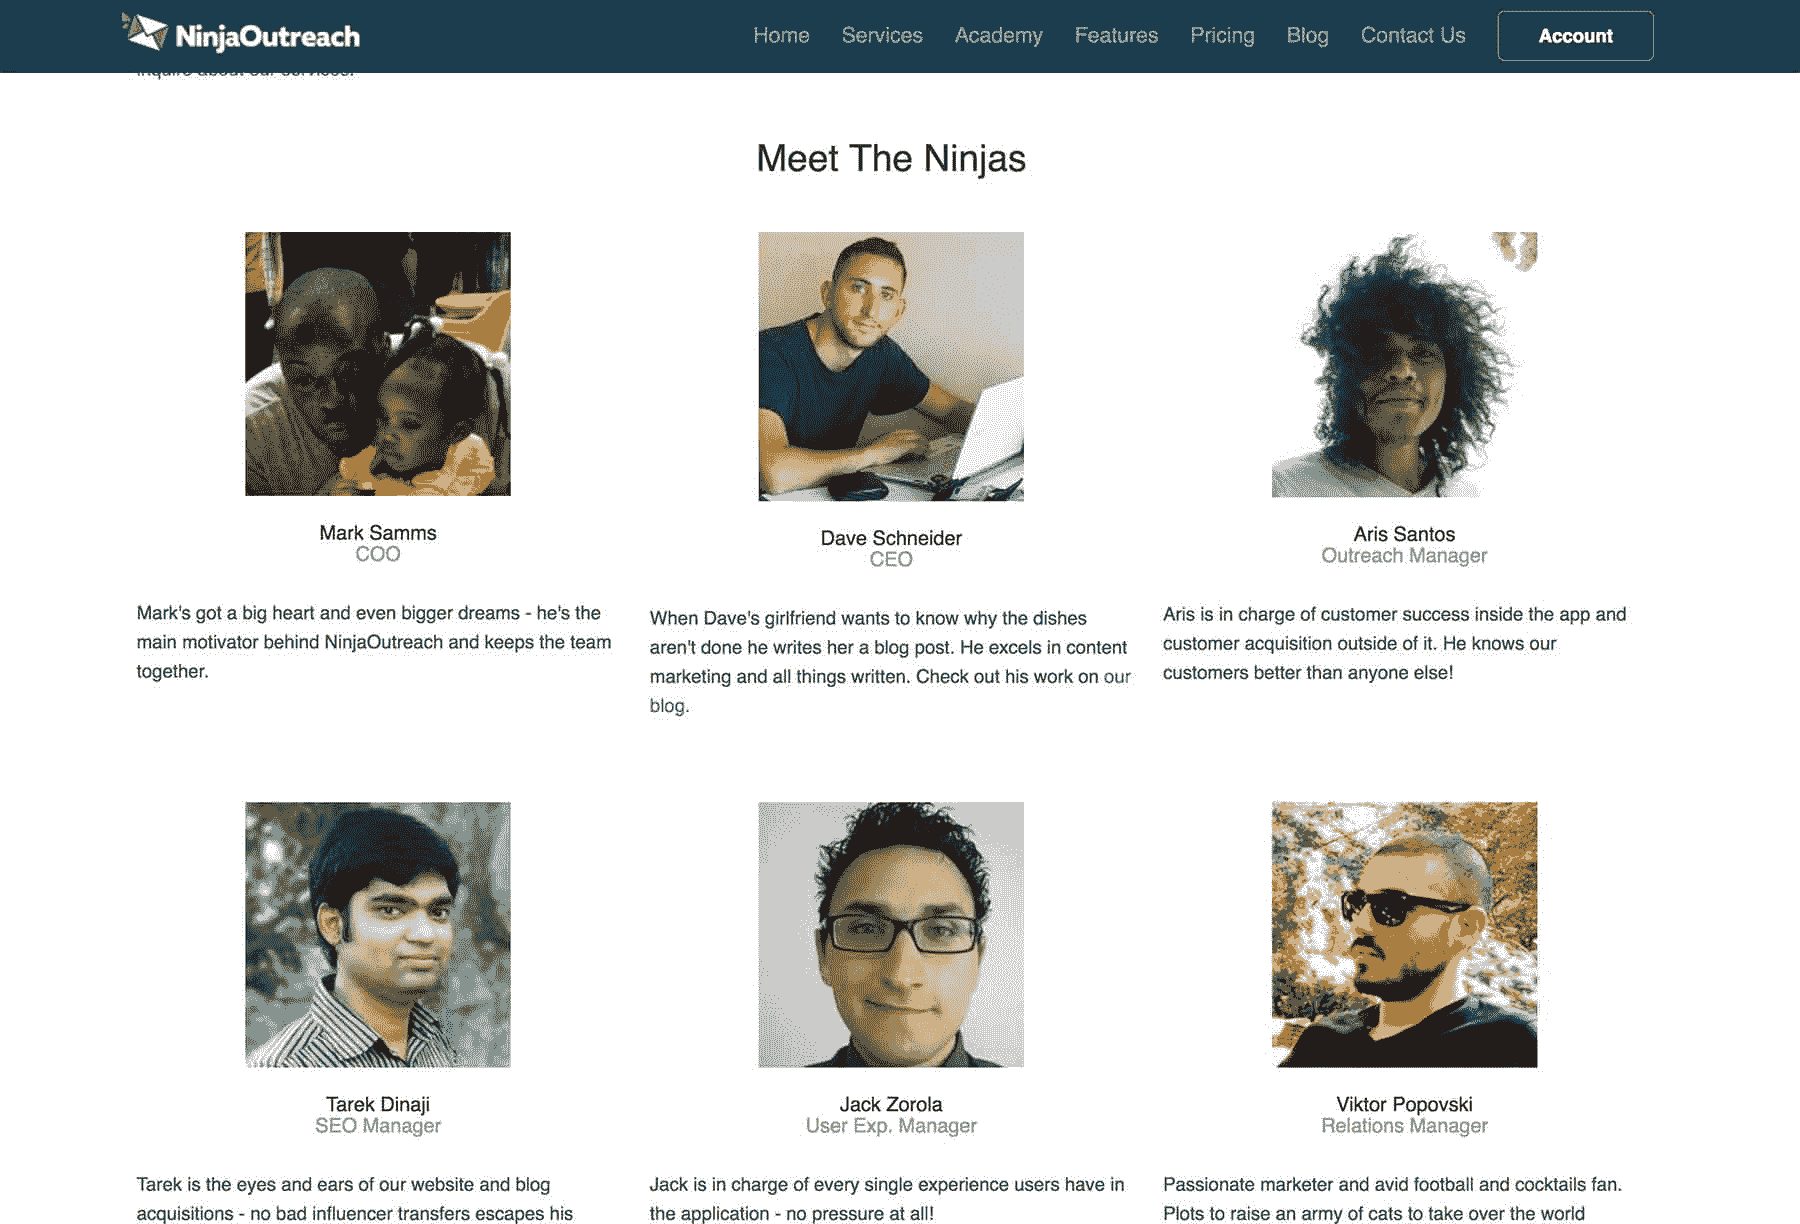 NinjaOutreach
Home Services Academy Features Pricing Blog Contact Us Account
inquire about our services.
Meet The Ninjas
Mark Samms
COO
Mark's got a big heart and even bigger dreams - he's the
main motivator behind NinjaOutreach and keeps the team
together.
Dave Schneider
CEO
When Dave's girlfriend wants to know why the dishes
aren't done he writes her a blog post. He excels in content
marketing and all things written. Check out his work on our
blog.
Aris Santos
Outreach Manager
Aris is in charge of customer success inside the app and
customer acquisition outside of it. He knows our
customers better than anyone else!
Tarek Dinaji
SEO Manager
Tarek is the eyes and ears of our website and blog
acquisitions - no bad influencer transfers escapes his
Jack Zorola
User Exp. Manager
Jack is in charge of every single experience users have in
the application - no pressure at all!
Viktor Popovski
Relations Manager
Passionate marketer and avid football and cocktails fan.
Plots to raise an army of cats to take over the world